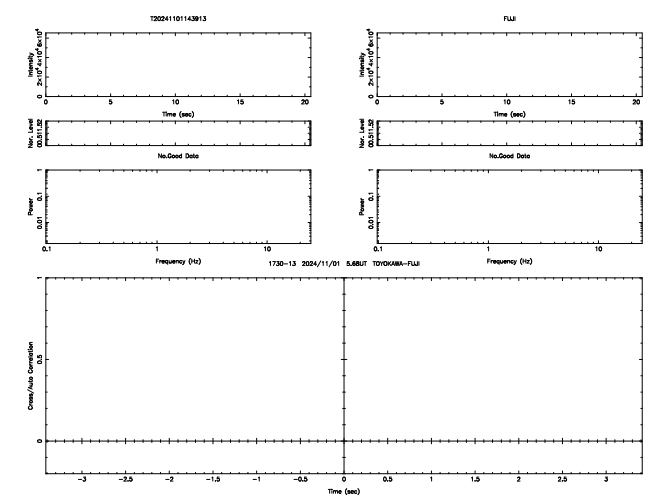 T20241101143913 FUJI
Intensity 0 2×10⁴ 4×10⁴ 6×10⁴
0 5 10 15 20
Time (sec)
Intensity 0 2×10⁴ 4×10⁴ 6×10⁴
0 5 10 15 20
Time (sec)
Nor. Level 00.511.52
Nor. Level 00.511.52
No.Good Data No.Good Data
Power 0.01 0.1 1
0.1 1 10
Frequency (Hz)
Power 0.01 0.1 1
0.1 1 10
Frequency (Hz)
1730-13 2024/11/01 5.68UT TOYOKAWA-FUJI
Cross/Auto Correlation 0 0.5 1
-3 -2.5 -2 -1.5 -1 -0.5 0 0.5 1 1.5 2 2.5 3
Time (sec)